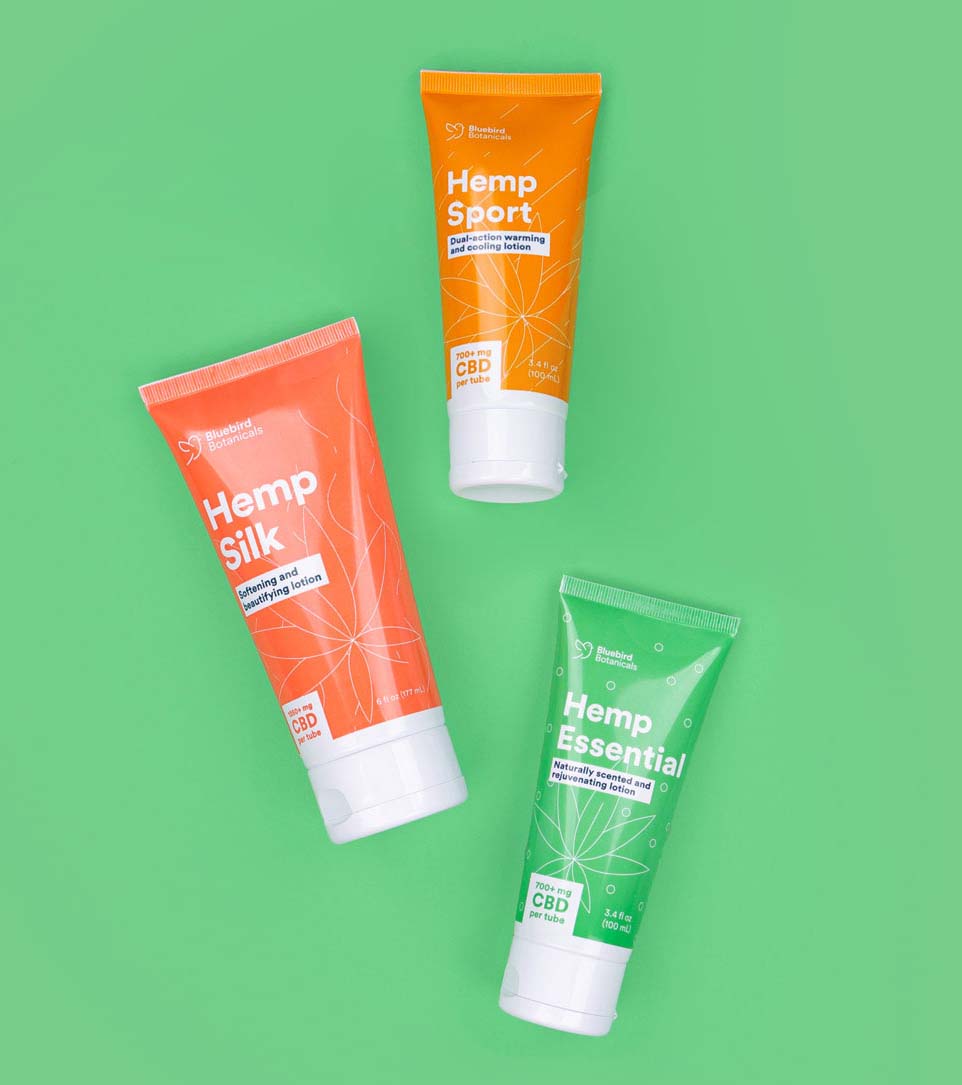 Bluebird
Botanicals
Hemp
Sport
Dual-action warming
and cooling lotion
700+ mg
CBD
per tube
3.4 fl oz
(100 mL)
Bluebird
Botanicals
Hemp
Silk
Softening and
beautifying lotion
mg
CBD
per tube
6 fl oz (177 mL)
Bluebird
Botanicals
Hemp
Essential
Naturally scented and
rejuvenating lotion
700+ mg
CBD
per tube
3.4 fl oz
(100 mL)